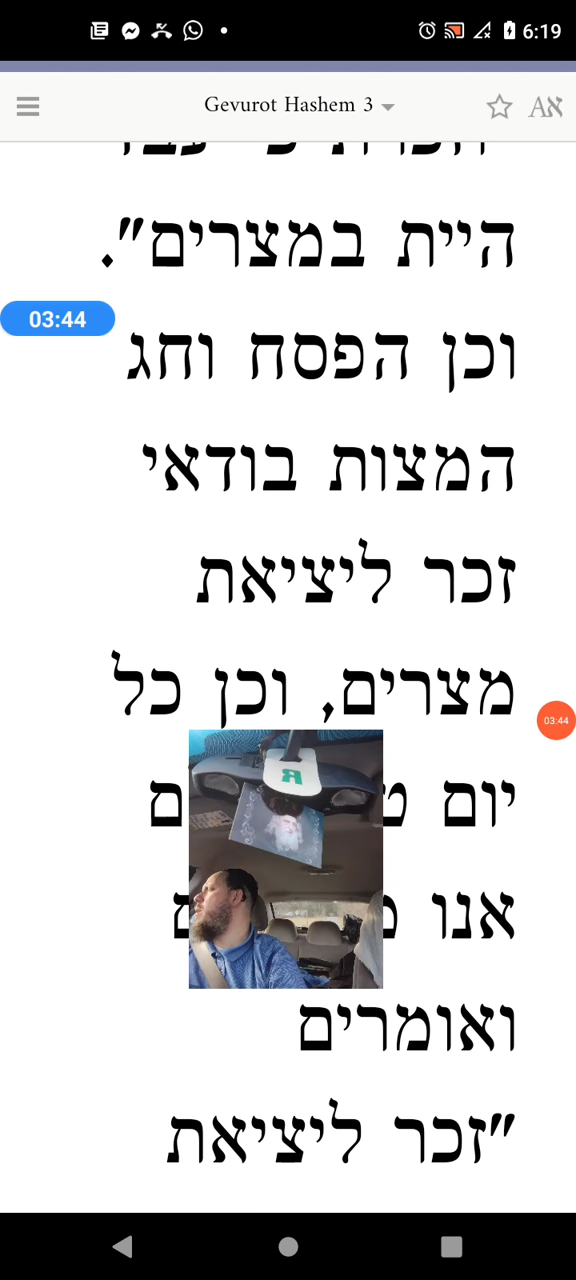 6:19
Gevurot Hashem 3
Aא
היית במצרים".
03:44
וכן הפסח וחג
המצות בודאי
זכר ליציאת
מצרים, וכן כל
03:44
יום
אנו
ואומרים
"זכר ליציאת